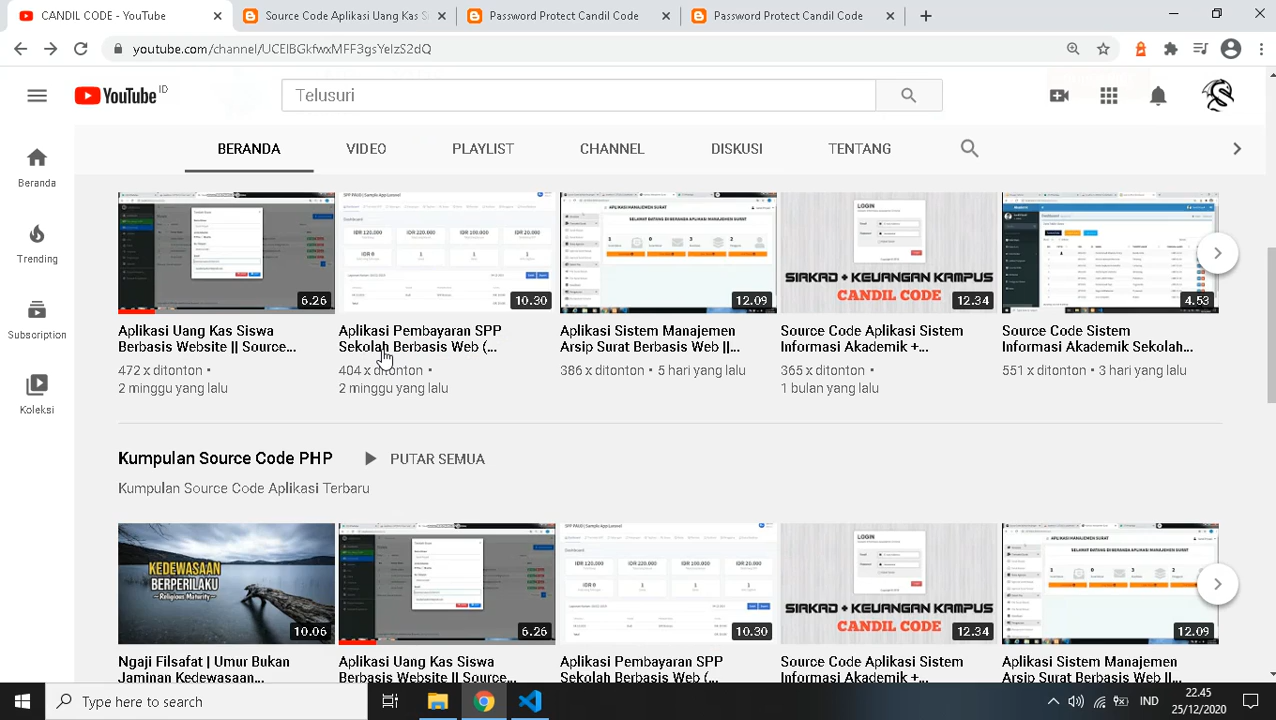 CANDIL CODE - YouTube
Source Code Aplikasi Uang Kas S
Password Protect Candil Code
Password Protect Candil Code
youtube.com/channel/UCEIBGkfwxMFF3gsYeIzS2dQ
YouTube ID
Telusuri
BERANDA VIDEO PLAYLIST CHANNEL DISKUSI TENTANG
Beranda
Trending
Subscription
Koleksi
6.26
10.30
12.09
12.34
4.53
LOGIN
CANDIL CODE
Aplikasi Uang Kas Siswa
Berbasis Website || Source...
472 x ditonton •
2 minggu yang lalu
Aplikasi Pembayaran SPP
Sekolah Berbasis Web (...
404 x ditonton •
2 minggu yang lalu
Aplikasi Sistem Manajemen
Arsip Surat Berbasis Web ||...
386 x ditonton • 5 hari yang lalu
Source Code Aplikasi Sistem
Informasi Akademik +...
365 x ditonton •
1 bulan yang lalu
Source Code Sistem
Informasi Akademik Sekolah...
551 x ditonton • 3 hari yang lalu
Kumpulan Source Code PHP
PUTAR SEMUA
Kumpulan Source Code Aplikasi Terbaru
KEDEWASAAN
BERPERILAKU
Religious Maturity
6.26
10.30
LOGIN
CANDIL CODE
12.34
12.09
Ngaji Filsafat | Umur Bukan
Jaminan Kedewasaan...
Aplikasi Uang Kas Siswa
Berbasis Website || Source...
Aplikasi Pembayaran SPP
Sekolah Berbasis Web (...
Source Code Aplikasi Sistem
Informasi Akademik +...
Aplikasi Sistem Manajemen
Arsip Surat Berbasis Web ||...
Type here to search
IND
22.45
25/12/2020